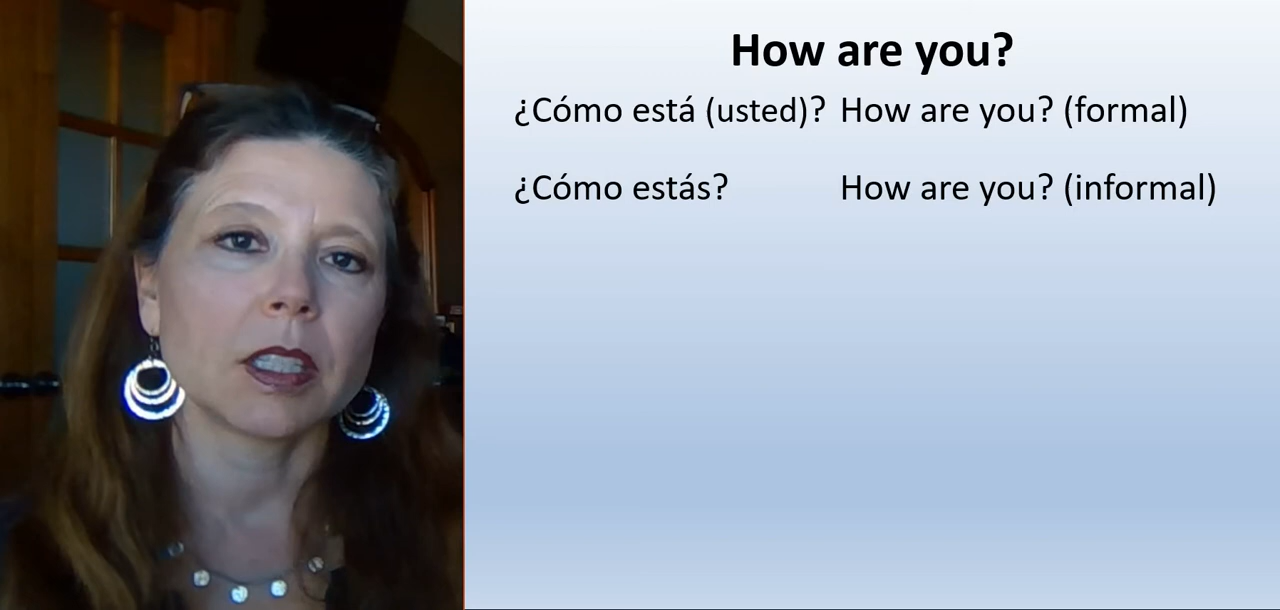 How are you?
¿Cómo está (usted)? How are you? (formal)
¿Cómo estás? How are you? (informal)